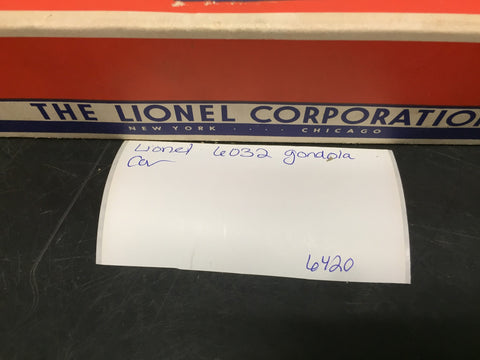 THE LIONEL CORPORATION
NEW YORK · · · · CHICAGO
Lionel 6032 gondola
Car
6420